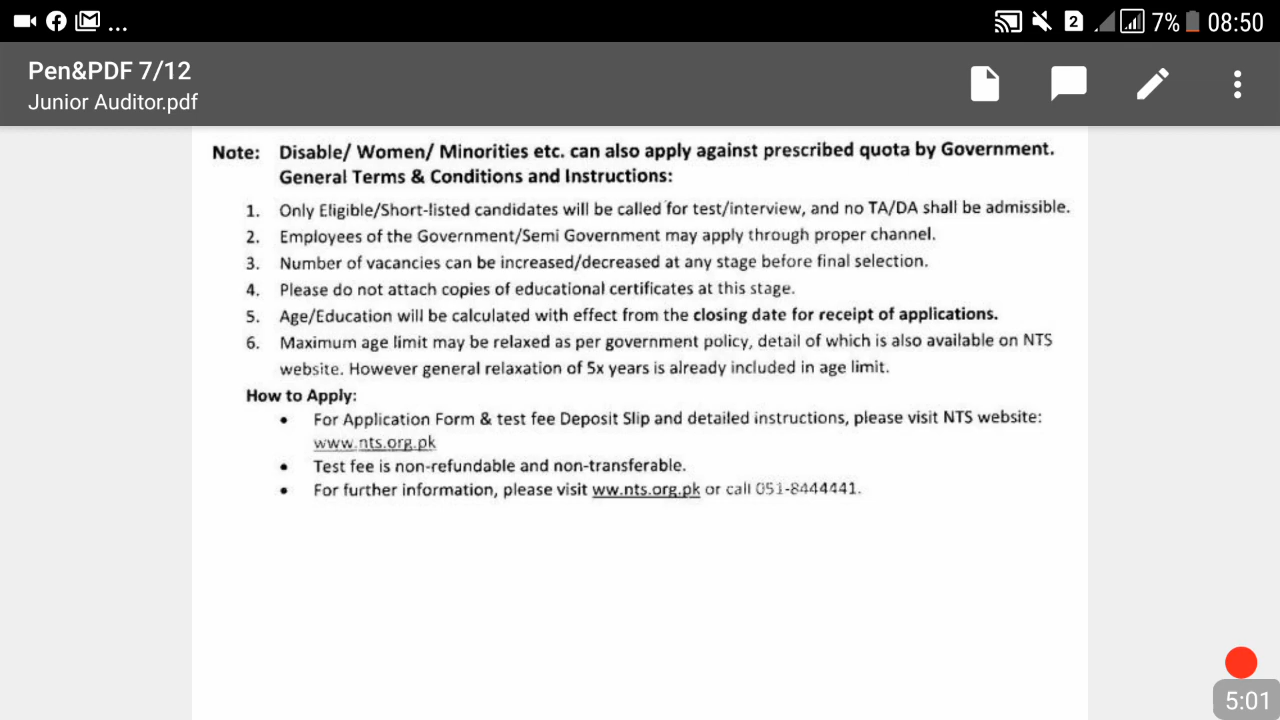 ... 2 7% 08:50
Pen&PDF 7/12
Junior Auditor.pdf
Note: Disable/ Women/ Minorities etc. can also apply against prescribed quota by Government.
General Terms & Conditions and Instructions:
1. Only Eligible/Short-listed candidates will be called for test/interview, and no TA/DA shall be admissible.
2. Employees of the Government/Semi Government may apply through proper channel.
3. Number of vacancies can be increased/decreased at any stage before final selection.
4. Please do not attach copies of educational certificates at this stage.
5. Age/Education will be calculated with effect from the closing date for receipt of applications.
6. Maximum age limit may be relaxed as per government policy, detail of which is also available on NTS
website. However general relaxation of 5x years is already included in age limit.
How to Apply:
• For Application Form & test fee Deposit Slip and detailed instructions, please visit NTS website:
www.nts.org.pk
• Test fee is non-refundable and non-transferable.
• For further information, please visit ww.nts.org.pk or call 051-8444441.
5:01